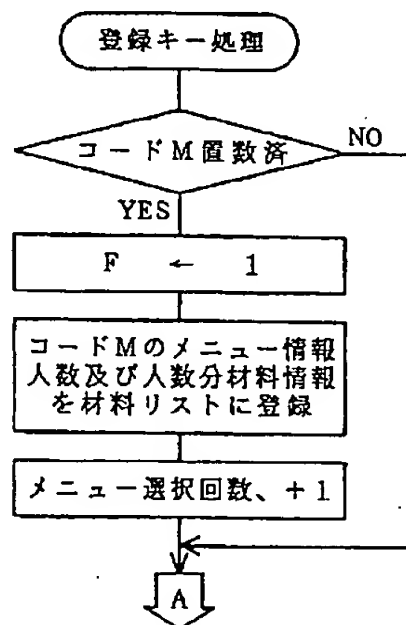 登録キー処理
コードM置数済
NO
YES
F ← 1
コードMのメニュー情報
人数及び人数分材料情報
を材料リストに登録
メニュー選択回数、+1
A